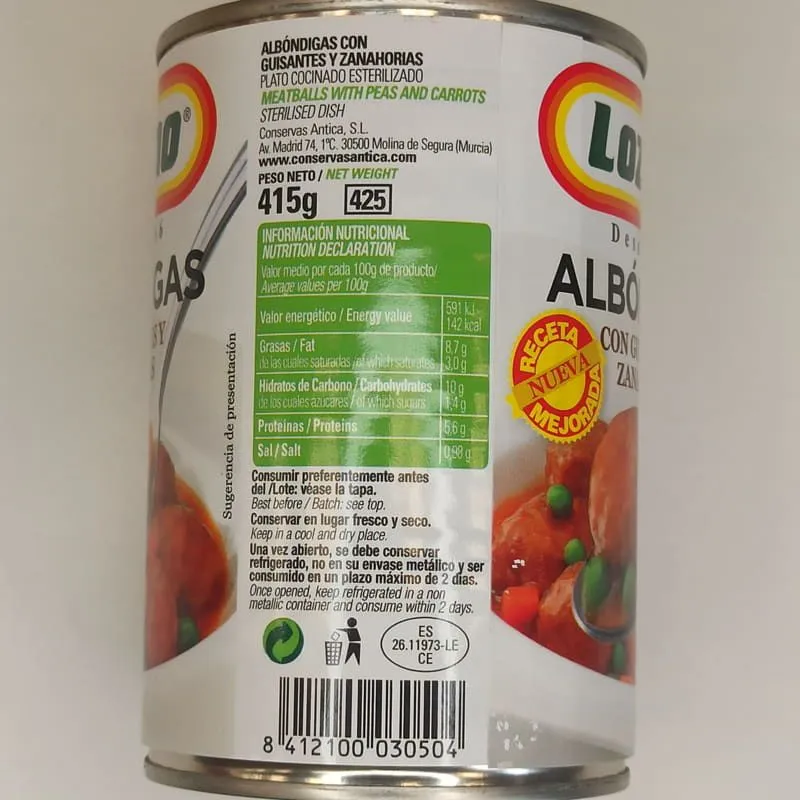 ALBÓNDIGAS CON
GUISANTES Y ZANAHORIAS
PLATO COCINADO ESTERILIZADO
MEATBALLS WITH PEAS AND CARROTS
STERILISED DISH
Conservas Antica, S.L.
Av. Madrid 74, 1ºC. 30500 Molina de Segura (Murcia)
www.conservasantica.com
PESO NETO / NET WEIGHT
415g 425
INFORMACIÓN NUTRICIONAL
NUTRITION DECLARATION
Valor medio por cada 100g de producto/
Average values per 100g
Valor energético / Energy value 591 kJ
142 kcal
Grasas / Fat 8,7 g
de las cuales saturadas / of which saturates 3,0 g
Hidratos de Carbono / Carbohydrates 10 g
de los cuales azúcares / of which sugars 1,4 g
Proteínas / Proteins 5,6 g
Sal / Salt 0,98 g
Consumir preferentemente antes
del /Lote: véase la tapa.
Best before / Batch: see top.
Conservar en lugar fresco y seco.
Keep in a cool and dry place.
Una vez abierto, se debe conservar
refrigerado, no en su envase metálico y ser
consumido en un plazo máximo de 2 días.
Once opened, keep refrigerated in a non
metallic container and consume within 2 days.
ES
26.11973-LE
CE
8 412100 030504
Sugerencia de presentación
GAS
Y
S
ALBÓ
CON
ZAN
RECETA
NUEVA
MEJORADA